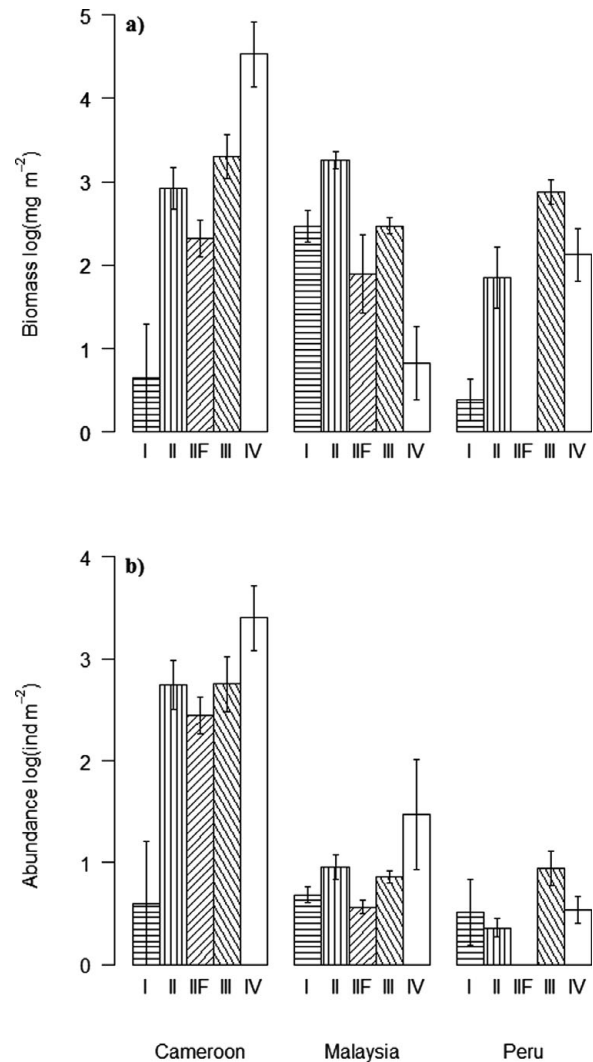 a)
Biomass log(mg m⁻²)
5
4
3
2
1
0
I II IIF III IV I II IIF III IV I II IIF III IV
b)
Abundance log(ind m⁻²)
4
3
2
1
0
I II IIF III IV I II IIF III IV I II IIF III IV
Cameroon Malaysia Peru